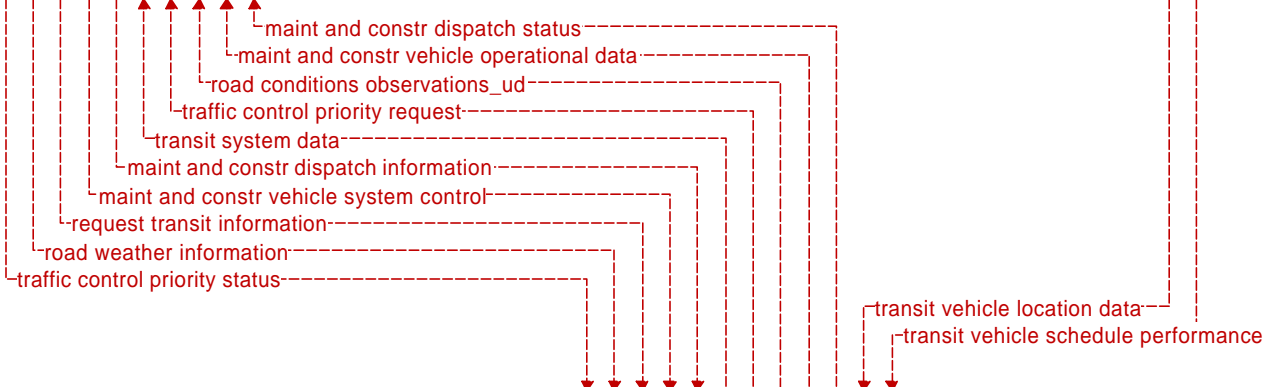 maint and constr dispatch status
maint and constr vehicle operational data
road conditions observations_ud
traffic control priority request
transit system data
maint and constr dispatch information
maint and constr vehicle system control
request transit information
road weather information
traffic control priority status
transit vehicle location data
transit vehicle schedule performance